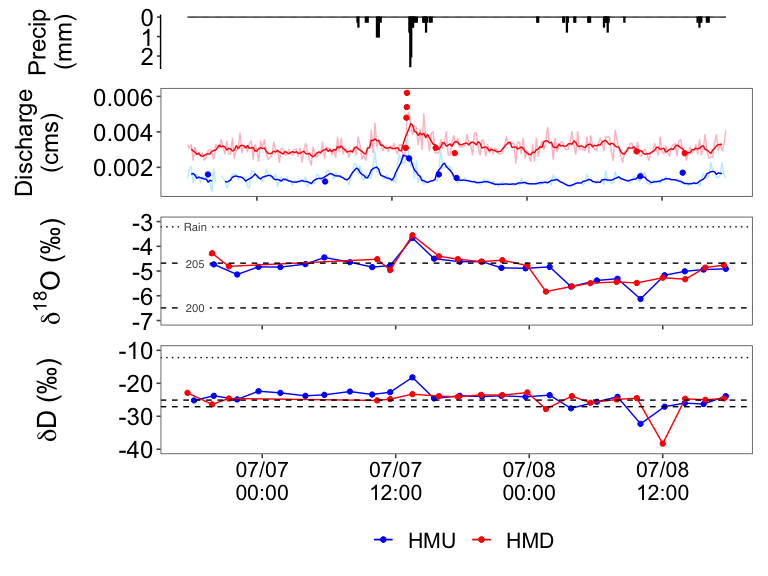 Precip
(mm)
0
1
2
Discharge
(cms)
0.006
0.004
0.002
δ¹⁸O (‰)
-3
-4
-5
-6
-7
Rain
205
200
δD (‰)
-10
-20
-30
-40
07/07 07/07 07/08 07/08
00:00 12:00 00:00 12:00
HMU HMD